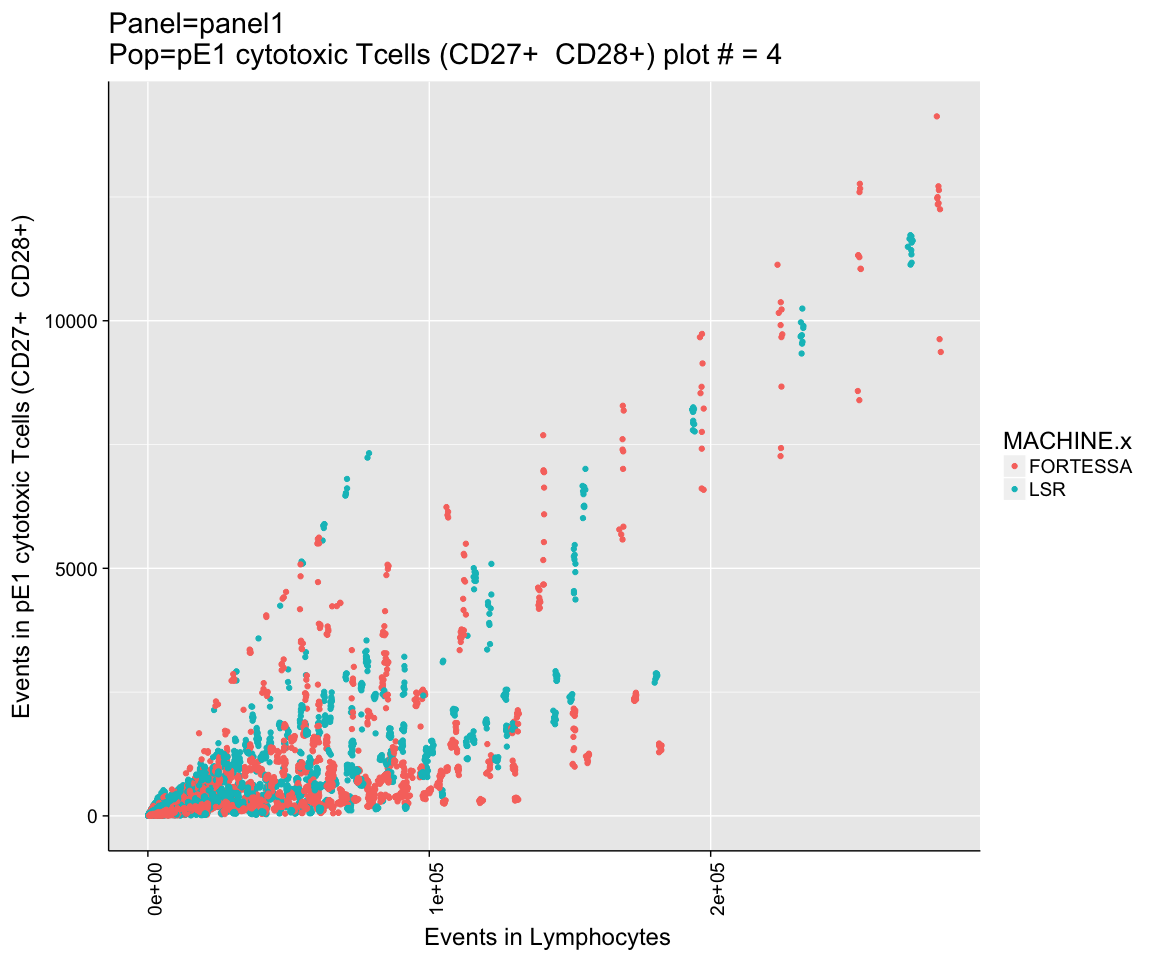 Panel=panel1
Pop=pE1 cytotoxic Tcells (CD27+  CD28+) plot # = 4
Events in pE1 cytotoxic Tcells (CD27+  CD28+)
10000
5000
0
0e+00
1e+05
2e+05
Events in Lymphocytes
MACHINE.x
FORTESSA
LSR